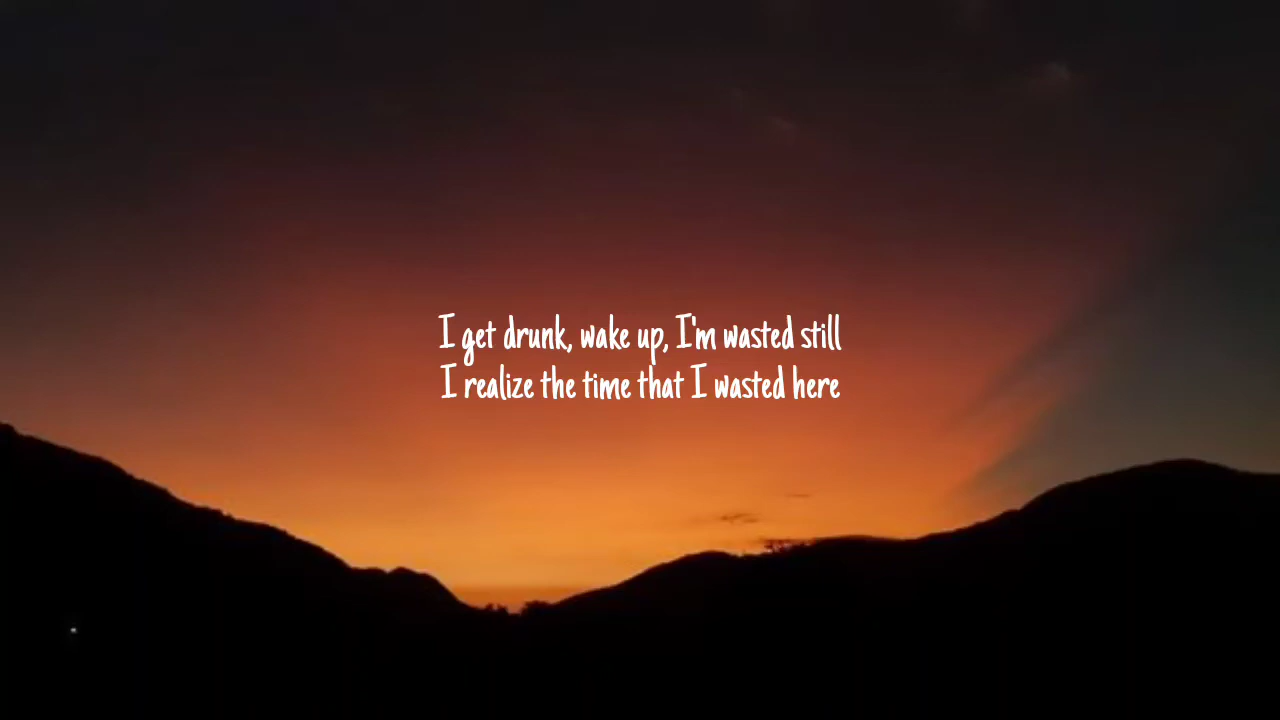 I get drunk, wake up, I'm wasted still
I realize the time that I wasted here